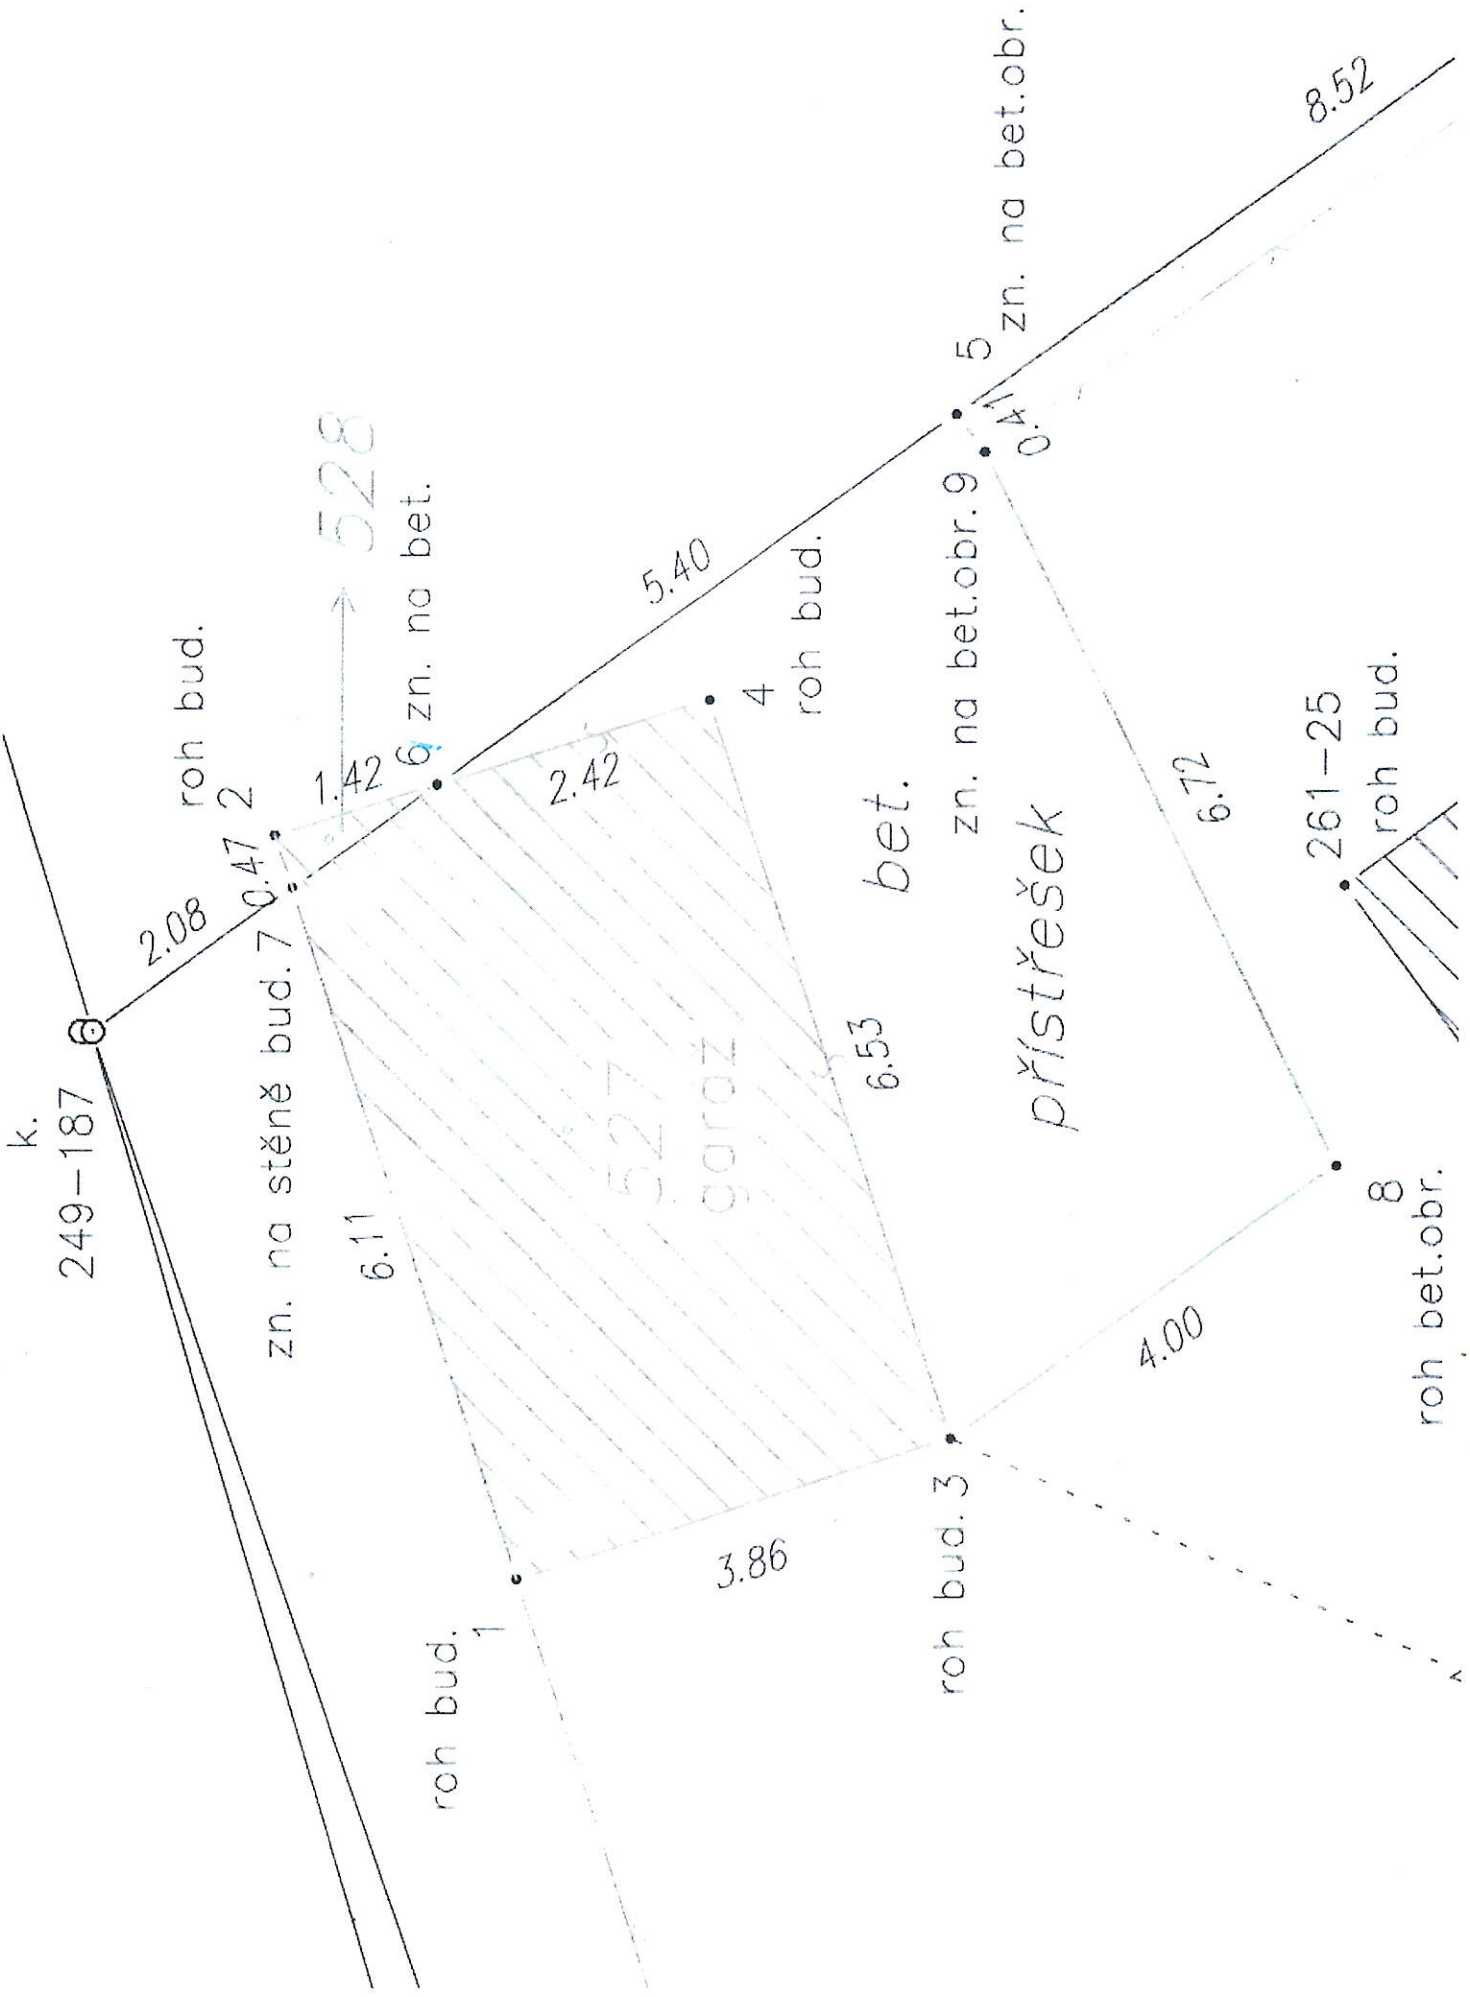 k.
249-187
2.08
roh bud.
2
0.47
zn. na stěně bud. 7
528
1.42
6
zn. na bet.
6.11
roh bud.
1
527
garaž
2.42
5.40
4
roh bud.
3.86
6.53
bet.
přístřešek
roh bud. 3
zn. na bet.obr. 9
5
zn. na bet.obr.
0.41
8.52
6.72
4.00
8
roh bet.obr.
261-25
roh bud.